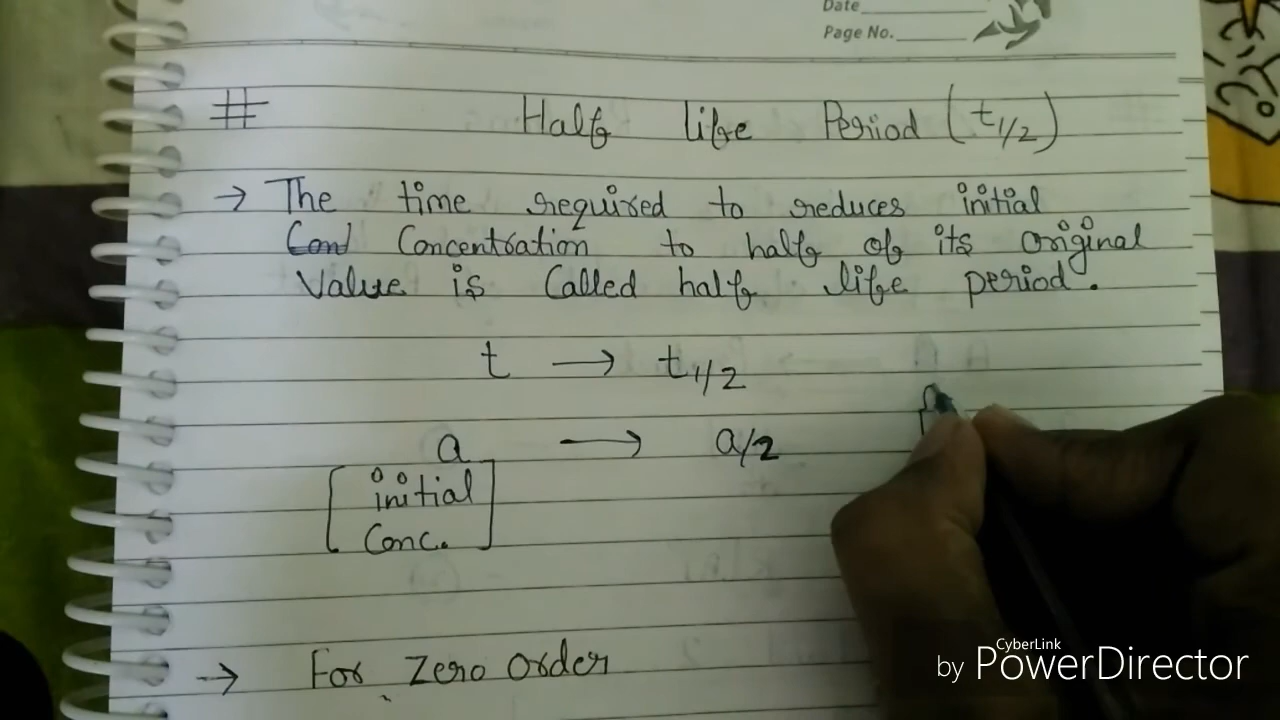 Date
Page No.
# Half life Period (t1/2)
→ The time required to reduces initial
Con Concentration to half of its original
Value is Called half life period.
t → t1/2
a → a/2
[initial
Conc.]
→ For Zero Order
CyberLink
by PowerDirector